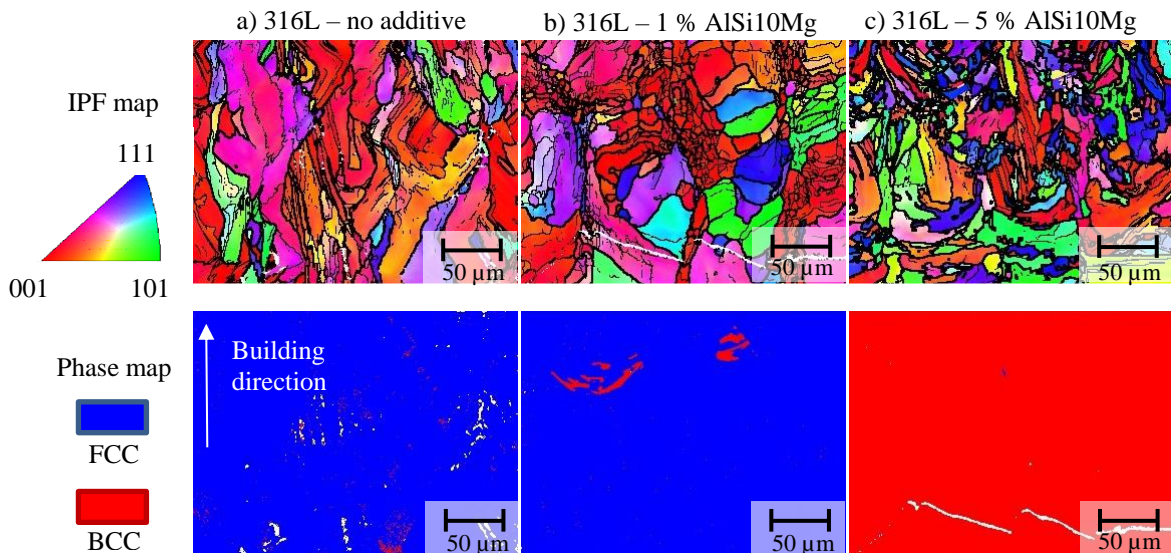 a) 316L – no additive
b) 316L – 1 % AlSi10Mg
c) 316L – 5 % AlSi10Mg
IPF map
111
001
101
50 µm
50 µm
50 µm
Phase map
FCC
BCC
Building
direction
50 µm
50 µm
50 µm